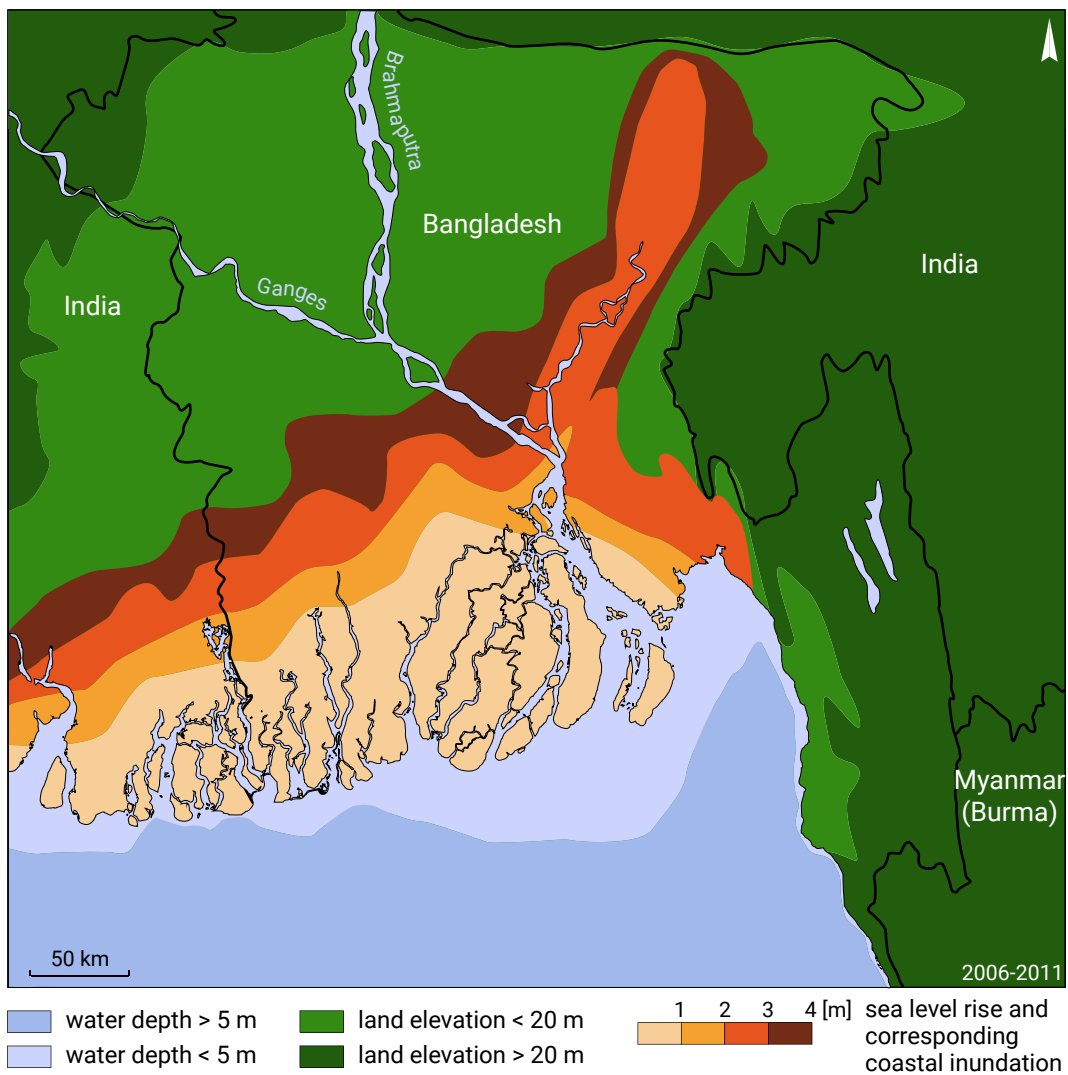 Brahmaputra
Bangladesh
India
Ganges
India
Myanmar
(Burma)
50 km
2006-2011
water depth > 5 m
water depth < 5 m
land elevation < 20 m
land elevation > 20 m
1 2 3 4 [m]
sea level rise and
corresponding
coastal inundation